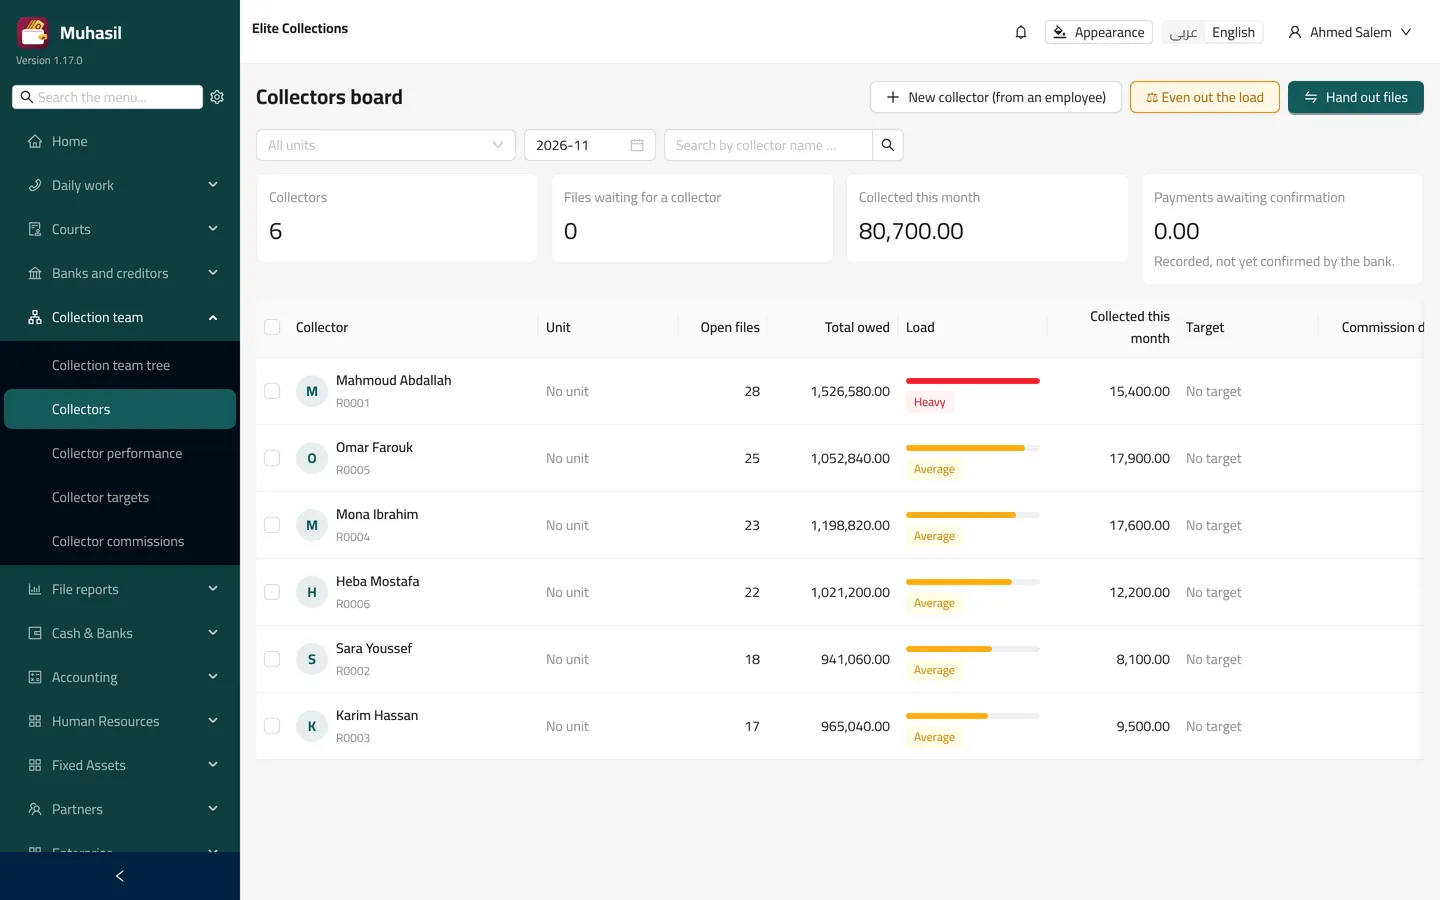 Muhasil
Version 1.17.0
Search the menu...
Home
Daily work
Courts
Banks and creditors
Collection team
Collection team tree
Collectors
Collector performance
Collector targets
Collector commissions
File reports
Cash & Banks
Accounting
Human Resources
Fixed Assets
Partners
Enterprise
Elite Collections
Appearance
عربي English
Ahmed Salem
Collectors board
New collector (from an employee)
Even out the load
Hand out files
All units
2026-11
Search by collector name ...
Collectors
6
Files waiting for a collector
0
Collected this month
80,700.00
Payments awaiting confirmation
0.00
Recorded, not yet confirmed by the bank.
Collector Unit Open files Total owed Load Collected this month Target Commission d
M Mahmoud Abdallah R0001 No unit 28 1,526,580.00 Heavy 15,400.00 No target
O Omar Farouk R0005 No unit 25 1,052,840.00 Average 17,900.00 No target
M Mona Ibrahim R0004 No unit 23 1,198,820.00 Average 17,600.00 No target
H Heba Mostafa R0006 No unit 22 1,021,200.00 Average 12,200.00 No target
S Sara Youssef R0002 No unit 18 941,060.00 Average 8,100.00 No target
K Karim Hassan R0003 No unit 17 965,040.00 Average 9,500.00 No target